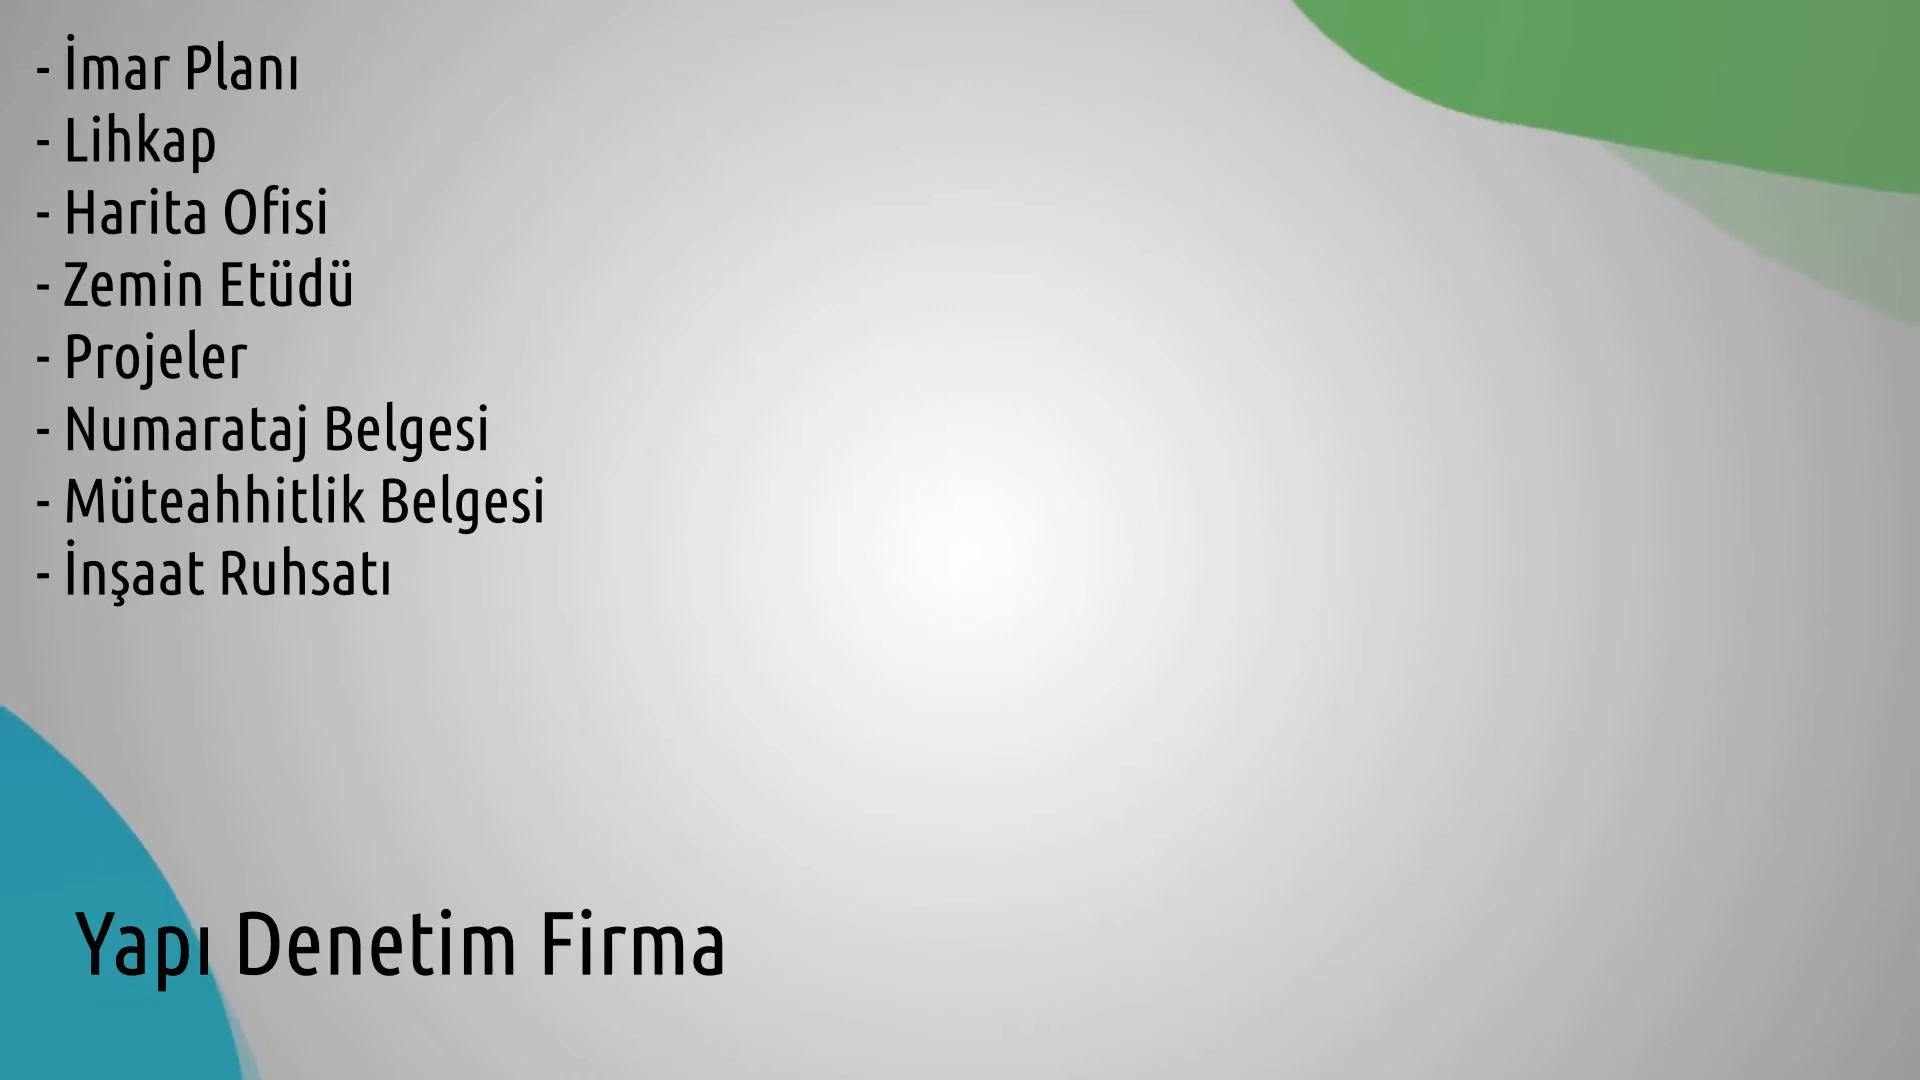 - İmar Planı
- Lihkap
- Harita Ofisi
- Zemin Etüdü
- Projeler
- Numarataj Belgesi
- Müteahhitlik Belgesi
- İnşaat Ruhsatı
Yapı Denetim Firma